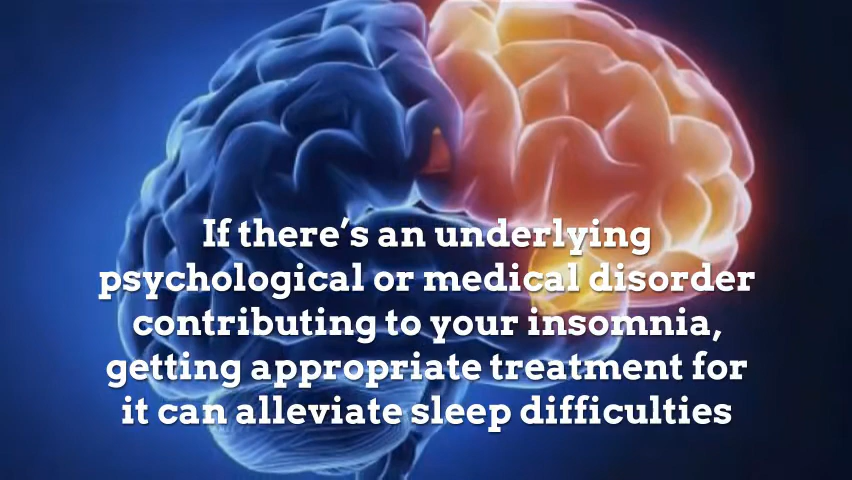 If there’s an underlying
psychological or medical disorder
contributing to your insomnia,
getting appropriate treatment for
it can alleviate sleep difficulties